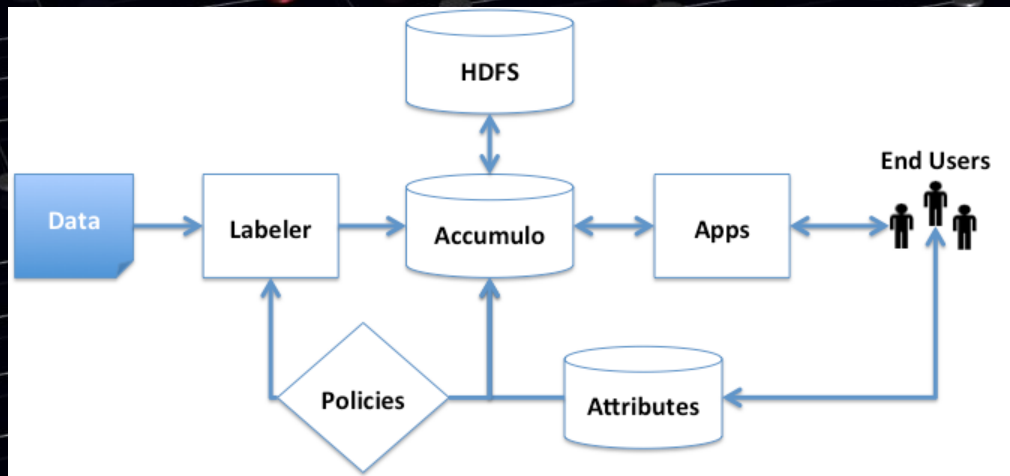 HDFS
End Users
Data
Labeler
Accumulo
Apps
Policies
Attributes